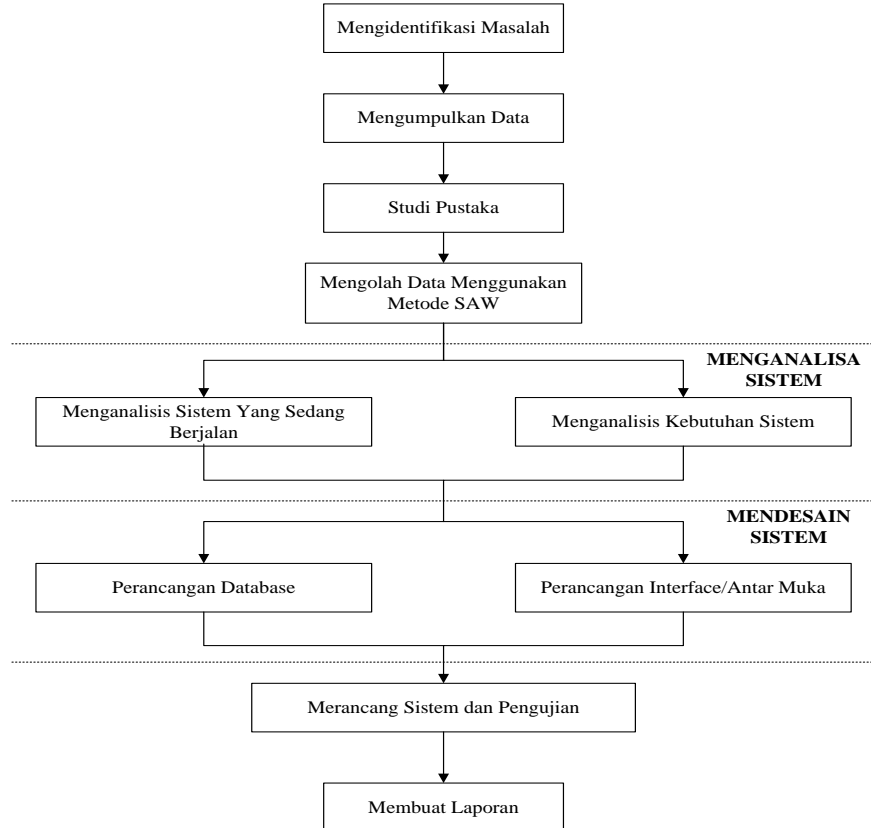 Mengidentifikasi Masalah
Mengumpulkan Data
Studi Pustaka
Mengolah Data Menggunakan
Metode SAW
MENGANALISA
SISTEM
Menganalisis Sistem Yang Sedang
Berjalan
Menganalisis Kebutuhan Sistem
MENDESAIN
SISTEM
Perancangan Database
Perancangan Interface/Antar Muka
Merancang Sistem dan Pengujian
Membuat Laporan